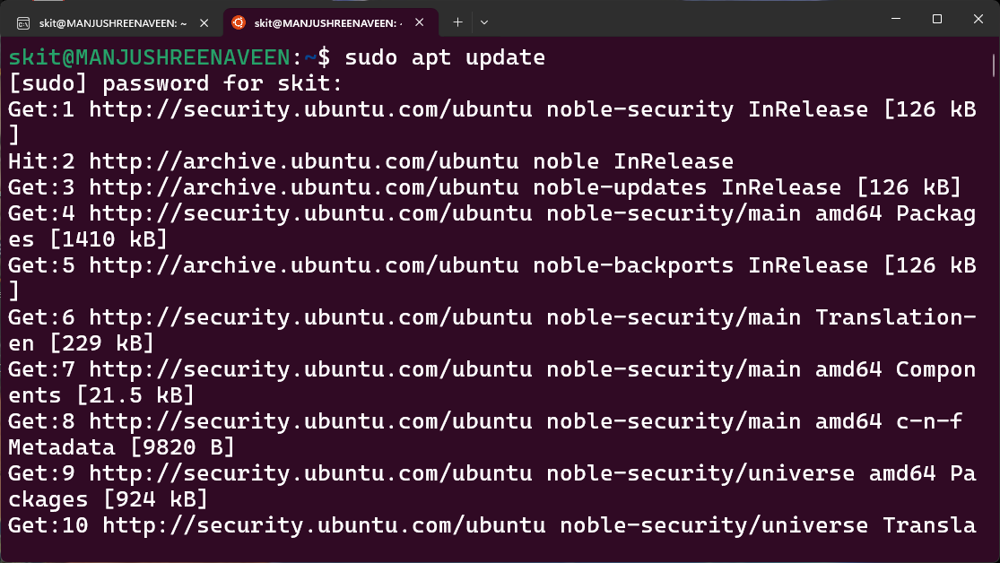 skit@MANJUSHREENAVEEN: ~
skit@MANJUSHREENAVEEN: ·
skit@MANJUSHREENAVEEN:~$ sudo apt update
[sudo] password for skit:
Get:1 http://security.ubuntu.com/ubuntu noble-security InRelease [126 kB
]
Hit:2 http://archive.ubuntu.com/ubuntu noble InRelease
Get:3 http://archive.ubuntu.com/ubuntu noble-updates InRelease [126 kB]
Get:4 http://security.ubuntu.com/ubuntu noble-security/main amd64 Packag
es [1410 kB]
Get:5 http://archive.ubuntu.com/ubuntu noble-backports InRelease [126 kB
]
Get:6 http://security.ubuntu.com/ubuntu noble-security/main Translation-
en [229 kB]
Get:7 http://security.ubuntu.com/ubuntu noble-security/main amd64 Compon
ents [21.5 kB]
Get:8 http://security.ubuntu.com/ubuntu noble-security/main amd64 c-n-f
Metadata [9820 B]
Get:9 http://security.ubuntu.com/ubuntu noble-security/universe amd64 Pa
ckages [924 kB]
Get:10 http://security.ubuntu.com/ubuntu noble-security/universe Transla